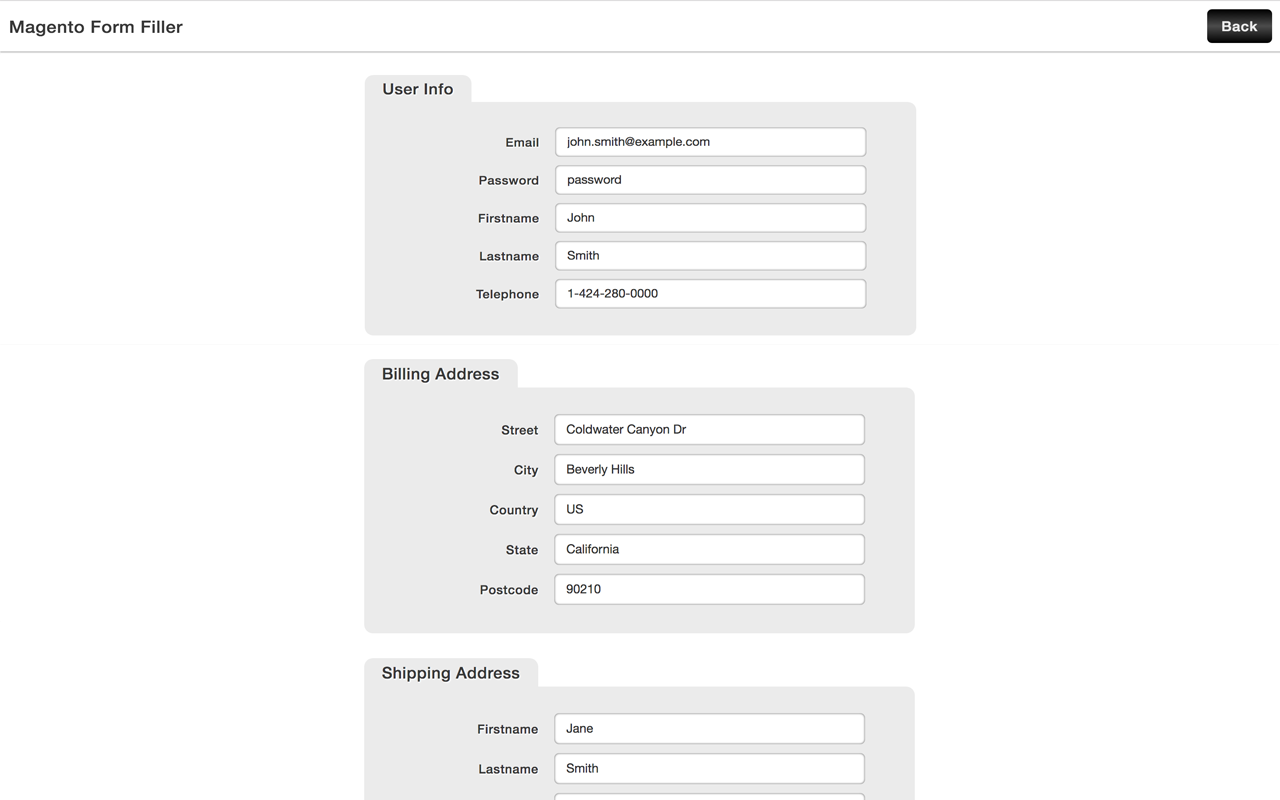 Magento Form Filler
Back
User Info
Email john.smith@example.com
Password password
Firstname John
Lastname Smith
Telephone 1-424-280-0000
Billing Address
Street Coldwater Canyon Dr
City Beverly Hills
Country US
State California
Postcode 90210
Shipping Address
Firstname Jane
Lastname Smith